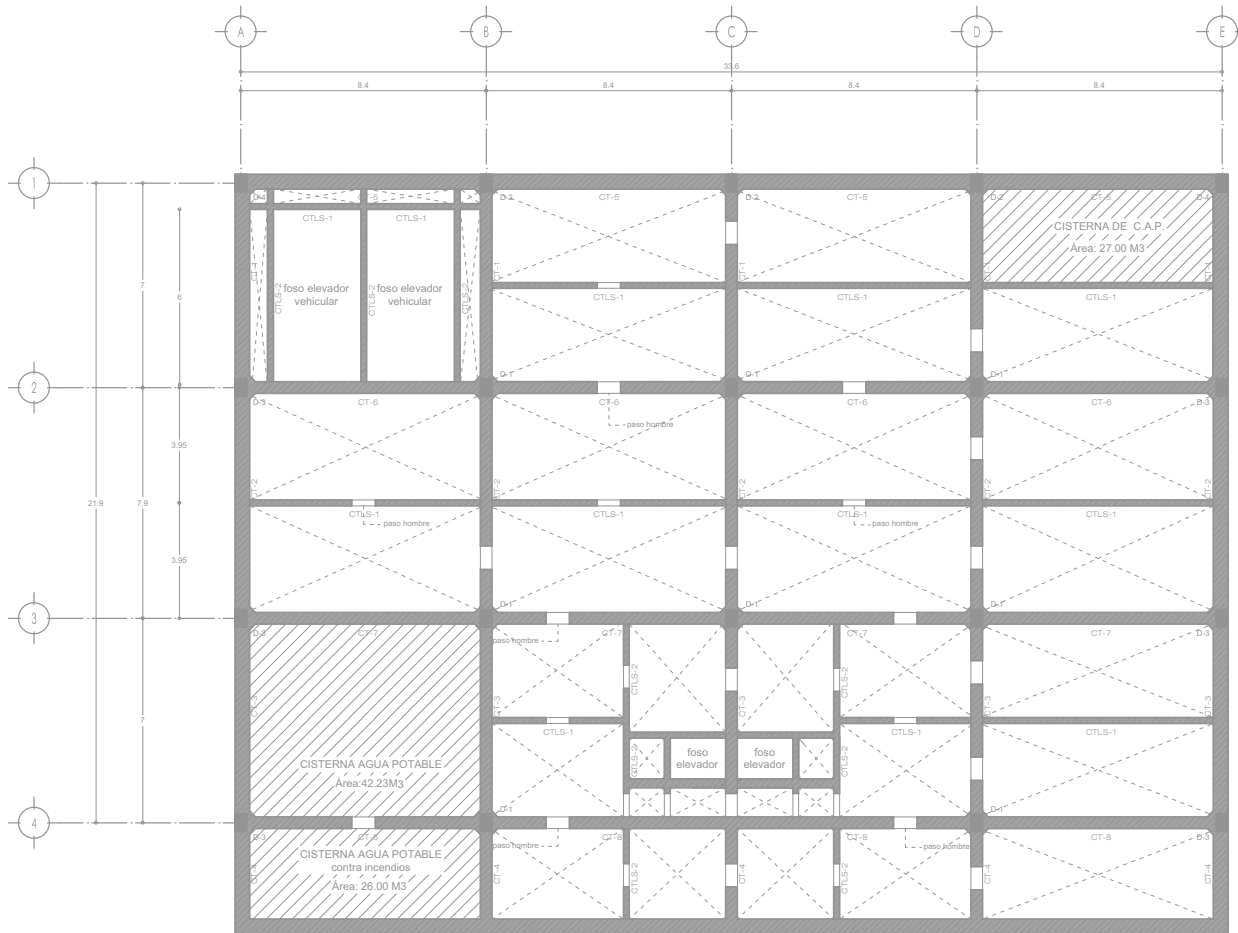 A B C D E
33.6
8.4 8.4 8.4 8.4
1
D-4 CT-5 D-2 CT-5 D-2 CT-5 D-2 CT-5 D-4
CTLS-1 CTLS-1
CISTERNA DE C.A.P.
Área: 27.00 M3
CT-1 CT-1 CT-1 CT-1 CT-1
7 6
CTLS-2 foso elevador vehicular CTLS-2 foso elevador vehicular CTLS-2
CTLS-1 CTLS-1 CTLS-1
D-1 D-1 D-1
2
D-3 CT-6 CT-6 CT-6 CT-6 D-3
paso hombre
3.95
CT-2 CT-2 CT-2 CT-2 CT-2
21.9 7.9
CTLS-1 CTLS-1 CTLS-1 CTLS-1
paso hombre paso hombre
3.95
D-1 D-1 D-1
3
D-3 CT-7 CT-7 CT-7 CT-7 D-3
paso hombre
CTLS-2 CTLS-2
CT-3 CT-3 CT-3 CT-3 CT-3
7
CTLS-1 CTLS-1 CTLS-1
foso elevador foso elevador
CTLS-2 CTLS-2
CISTERNA AGUA POTABLE
Área:42.23M3
D-1 D-1
4
D-3 CT-8 CT-8 CT-8 CT-8 D-3
paso hombre paso hombre
CISTERNA AGUA POTABLE
contra incendios
Área: 26.00 M3
CT-4 CT-4 CTLS-2 CT-4 CTLS-2 CT-4 CT-4